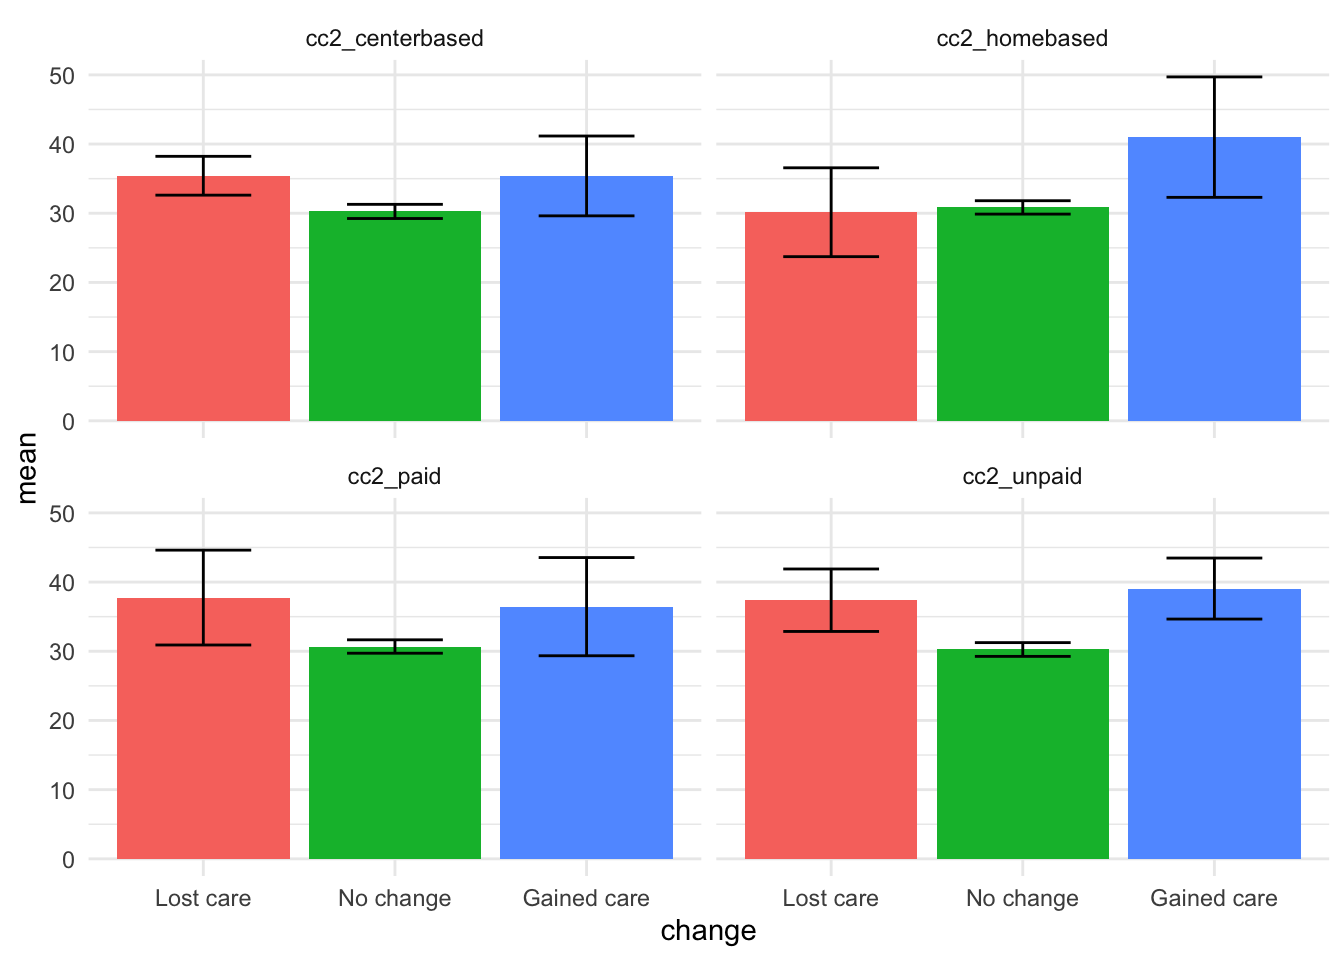 cc2_centerbased
cc2_homebased
50
40
30
20
10
0
cc2_paid
cc2_unpaid
50
40
30
20
10
0
mean
Lost care
No change
Gained care
Lost care
No change
Gained care
change